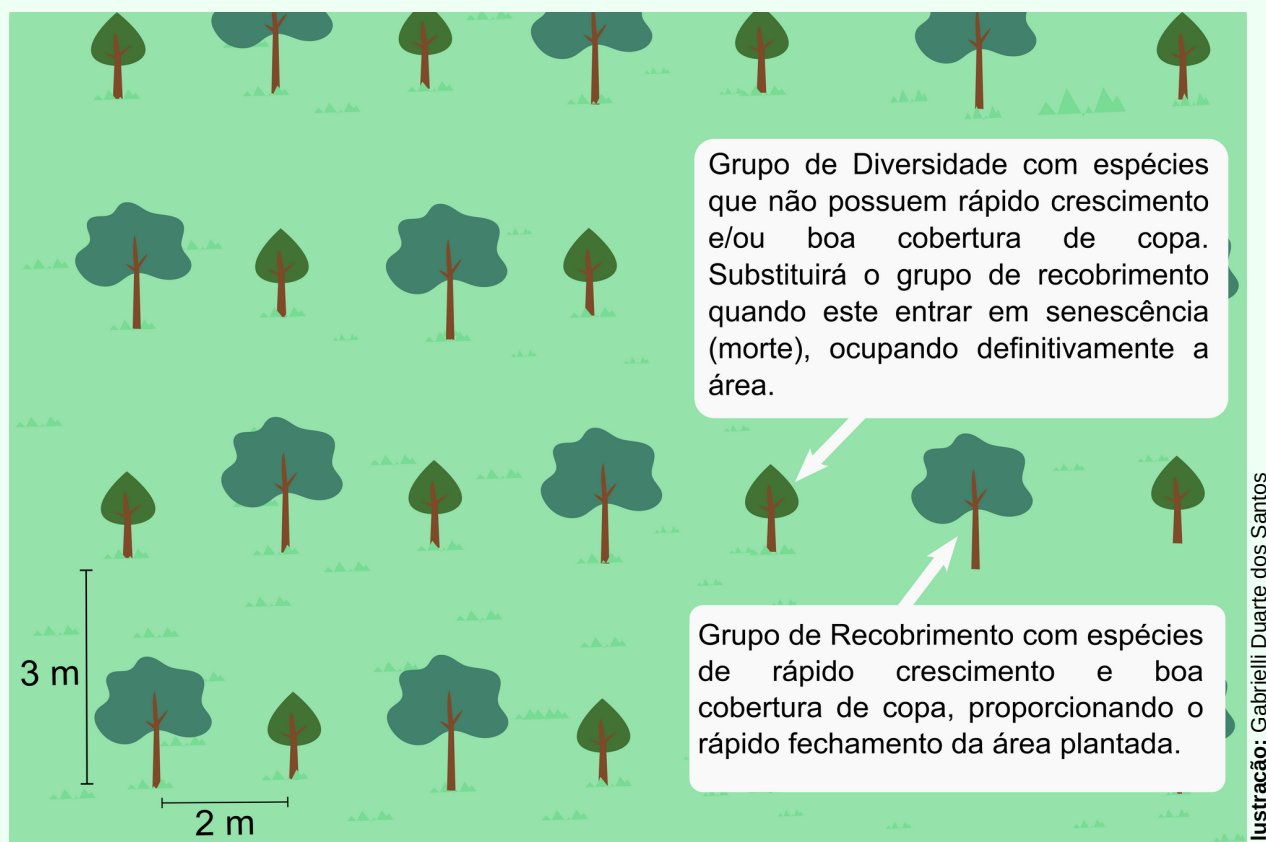 Grupo de Diversidade com espécies
que não possuem rápido crescimento
e/ou boa cobertura de copa.
Substituirá o grupo de recobrimento
quando este entrar em senescência
(morte), ocupando definitivamente a
área.
Grupo de Recobrimento com espécies
de rápido crescimento e boa
cobertura de copa, proporcionando o
rápido fechamento da área plantada.
3 m
2 m
lustração: Gabrielli Duarte dos Santos